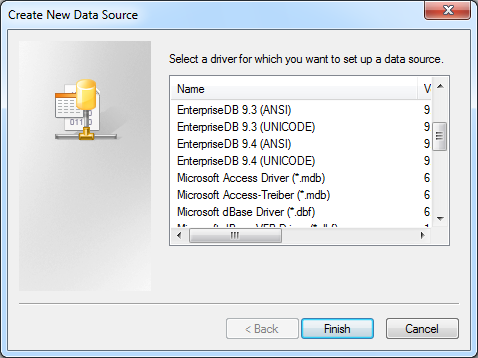 Create New Data Source
Select a driver for which you want to set up a data source.
Name V
EnterpriseDB 9.3 (ANSI) 9
EnterpriseDB 9.3 (UNICODE) 9
EnterpriseDB 9.4 (ANSI) 9
EnterpriseDB 9.4 (UNICODE) 9
Microsoft Access Driver (*.mdb) 6
Microsoft Access-Treiber (*.mdb) 6
Microsoft dBase Driver (*.dbf) 6
< Back Finish Cancel